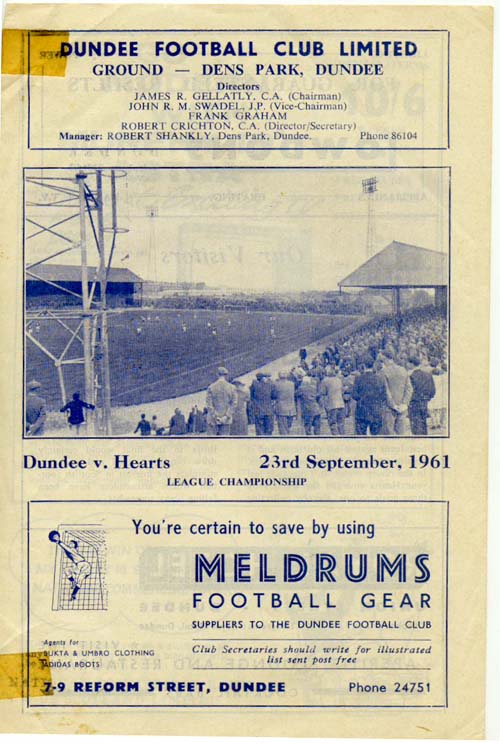 DUNDEE FOOTBALL CLUB LIMITED
GROUND — DENS PARK, DUNDEE
Directors
JAMES R. GELLATLY, C.A. (Chairman)
JOHN R. M. SWADEL, J.P. (Vice-Chairman)
FRANK GRAHAM
ROBERT CRICHTON, C.A. (Director/Secretary)
Manager: ROBERT SHANKLY, Dens Park, Dundee. Phone 86104
Dundee v. Hearts 23rd September, 1961
LEAGUE CHAMPIONSHIP
You're certain to save by using
MELDRUMS
FOOTBALL GEAR
SUPPLIERS TO THE DUNDEE FOOTBALL CLUB
Agents for
BUKTA & UMBRO CLOTHING
ADIDAS BOOTS
Club Secretaries should write for illustrated
list sent post free
7-9 REFORM STREET, DUNDEE Phone 24751